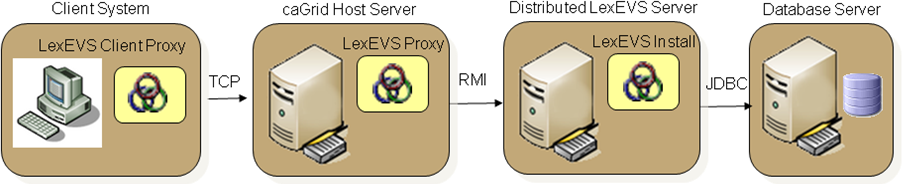 Client System
caGrid Host Server
Distributed LexEVS Server
Database Server
LexEVS Client Proxy
LexEVS Proxy
LexEVS Install
TCP
RMI
JDBC